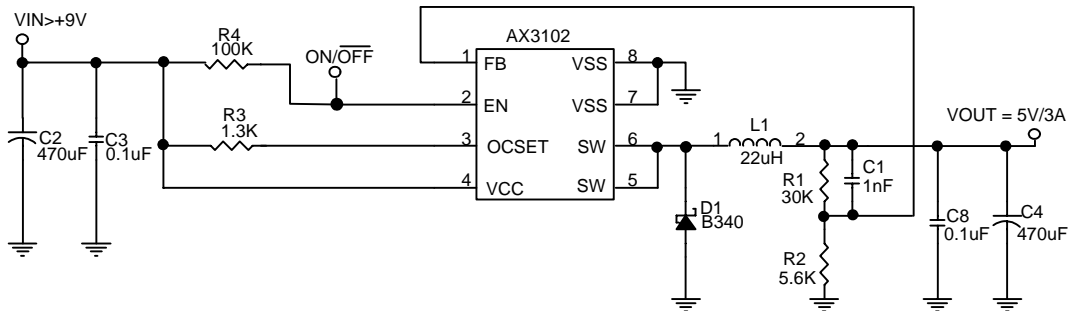 VIN>+9V
R4
100K
ON/OFF
AX3102
1
FB
VSS
8
2
EN
VSS
7
R3
1.3K
3
OCSET
SW
6
4
VCC
SW
5
C2
470uF
C3
0.1uF
1
L1
2
22uH
VOUT = 5V/3A
R1
30K
C1
1nF
D1
B340
R2
5.6K
C8
0.1uF
C4
470uF